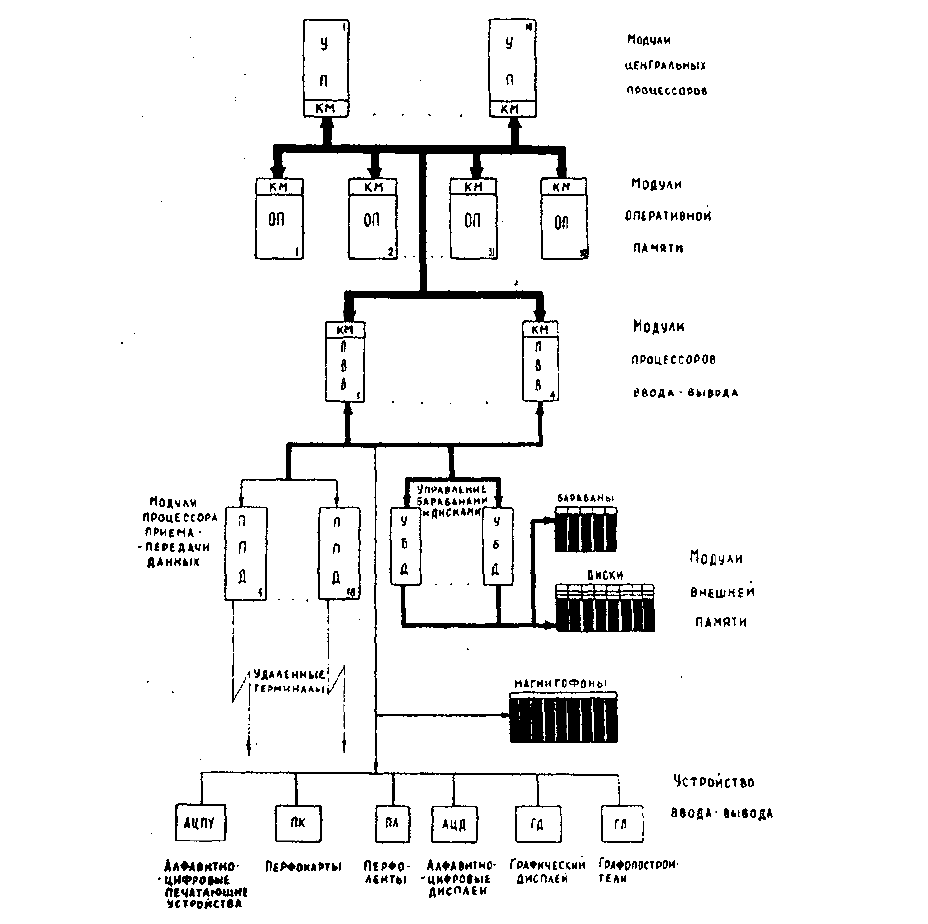 У
П
КМ
У
П
КМ
Модули
центральных
процессоров
КМ
ОП
1
КМ
ОП
2
КМ
ОП
КМ
ОП
Модули
оперативной
памяти
КМ
П
В
В
КМ
П
В
В
4
Модули
процессоров
ввода-вывода
Модули
процессора
приема-
-передачи
данных
П
П
Д
П
П
Д
Управление
барабанами
и дисками
У
Б
Д
У
Б
Д
Барабаны
Диски
Модули
внешней
памяти
Удаленные
терминалы
Магнитофоны
Устройство
ввода-вывода
АЦПУ
ПК
ПЛ
АЦД
ГД
ГП
Алфавитно-
-цифровые
печатающие
устройства
Перфокарты
Перфо-
ленты
Алфавитно-
-цифровые
дисплеи
Графический
дисплей
Графопострои-
тели